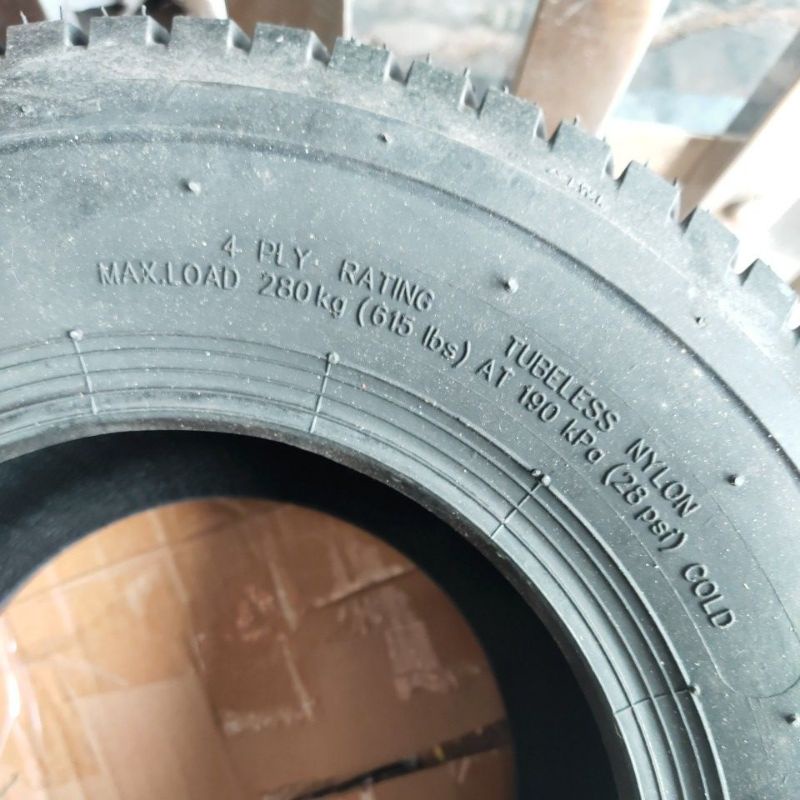 4 PLY RATING TUBELESS NYLON
MAX.LOAD 280kg (615 lbs) AT 190 kPa (28 psi) COLD